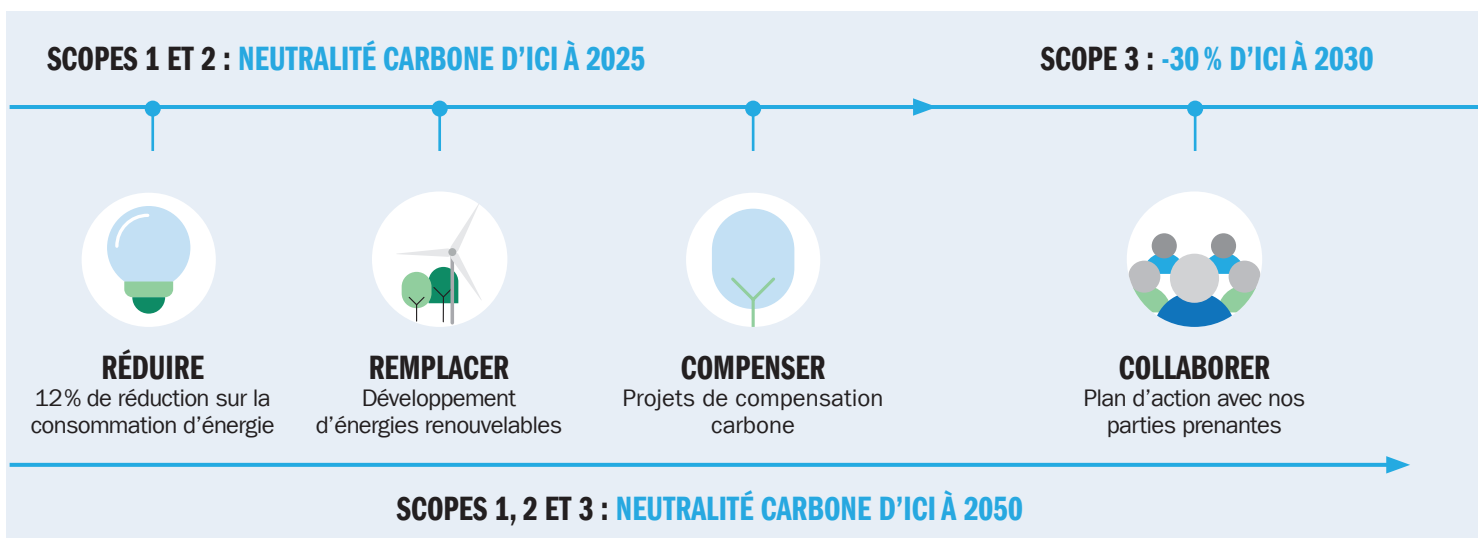 SCOPES 1 ET 2 : NEUTRALITÉ CARBONE D’ICI À 2025
SCOPE 3 : -30 % D’ICI À 2030
RÉDUIRE
12 % de réduction sur la
consommation d’énergie
REMPLACER
Développement
d’énergies renouvelables
COMPENSER
Projets de compensation
carbone
COLLABORER
Plan d’action avec nos
parties prenantes
SCOPES 1, 2 ET 3 : NEUTRALITÉ CARBONE D’ICI À 2050